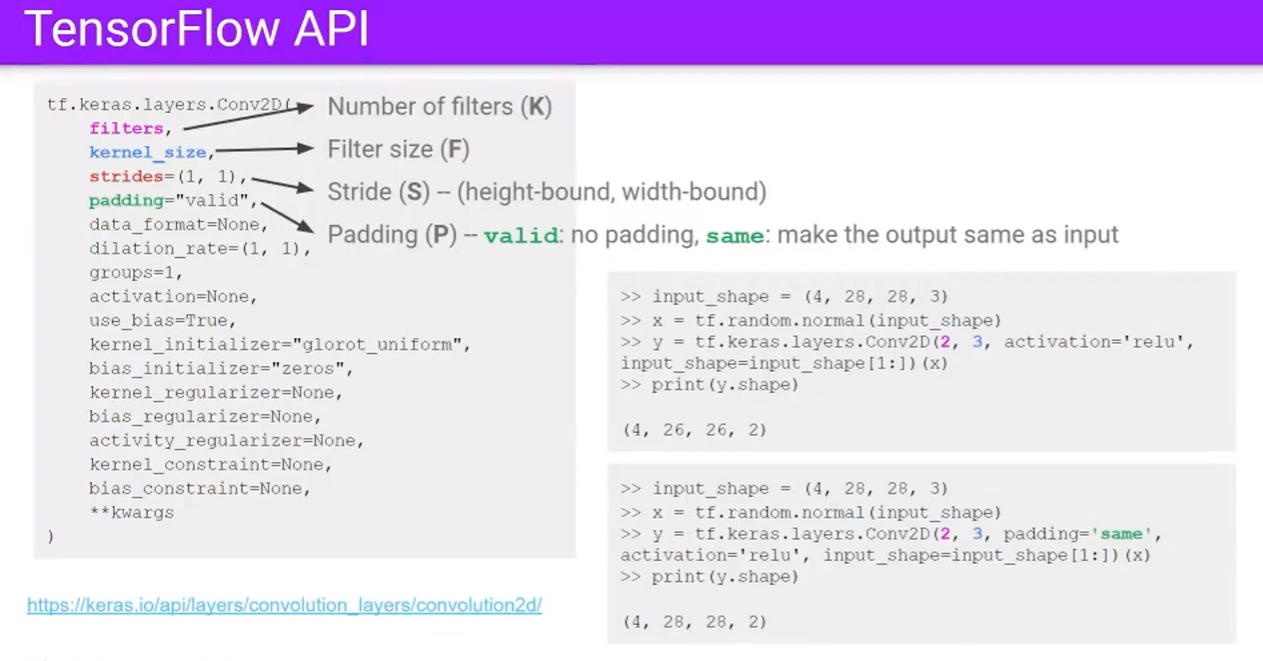 TensorFlow API
tf.keras.layers.Conv2D(
filters,
kernel_size,
strides=(1, 1),
padding="valid",
data_format=None,
dilation_rate=(1, 1),
groups=1,
activation=None,
use_bias=True,
kernel_initializer="glorot_uniform",
bias_initializer="zeros",
kernel_regularizer=None,
bias_regularizer=None,
activity_regularizer=None,
kernel_constraint=None,
bias_constraint=None,
**kwargs
)
Number of filters (K)
Filter size (F)
Stride (S) -- (height-bound, width-bound)
Padding (P) -- valid: no padding, same: make the output same as input
>> input_shape = (4, 28, 28, 3)
>> x = tf.random.normal(input_shape)
>> y = tf.keras.layers.Conv2D(2, 3, activation='relu',
input_shape=input_shape[1:])(x)
>> print(y.shape)
(4, 26, 26, 2)
>> input_shape = (4, 28, 28, 3)
>> x = tf.random.normal(input_shape)
>> y = tf.keras.layers.Conv2D(2, 3, padding='same',
activation='relu', input_shape=input_shape[1:])(x)
>> print(y.shape)
(4, 28, 28, 2)
https://keras.io/api/layers/convolution_layers/convolution2d/